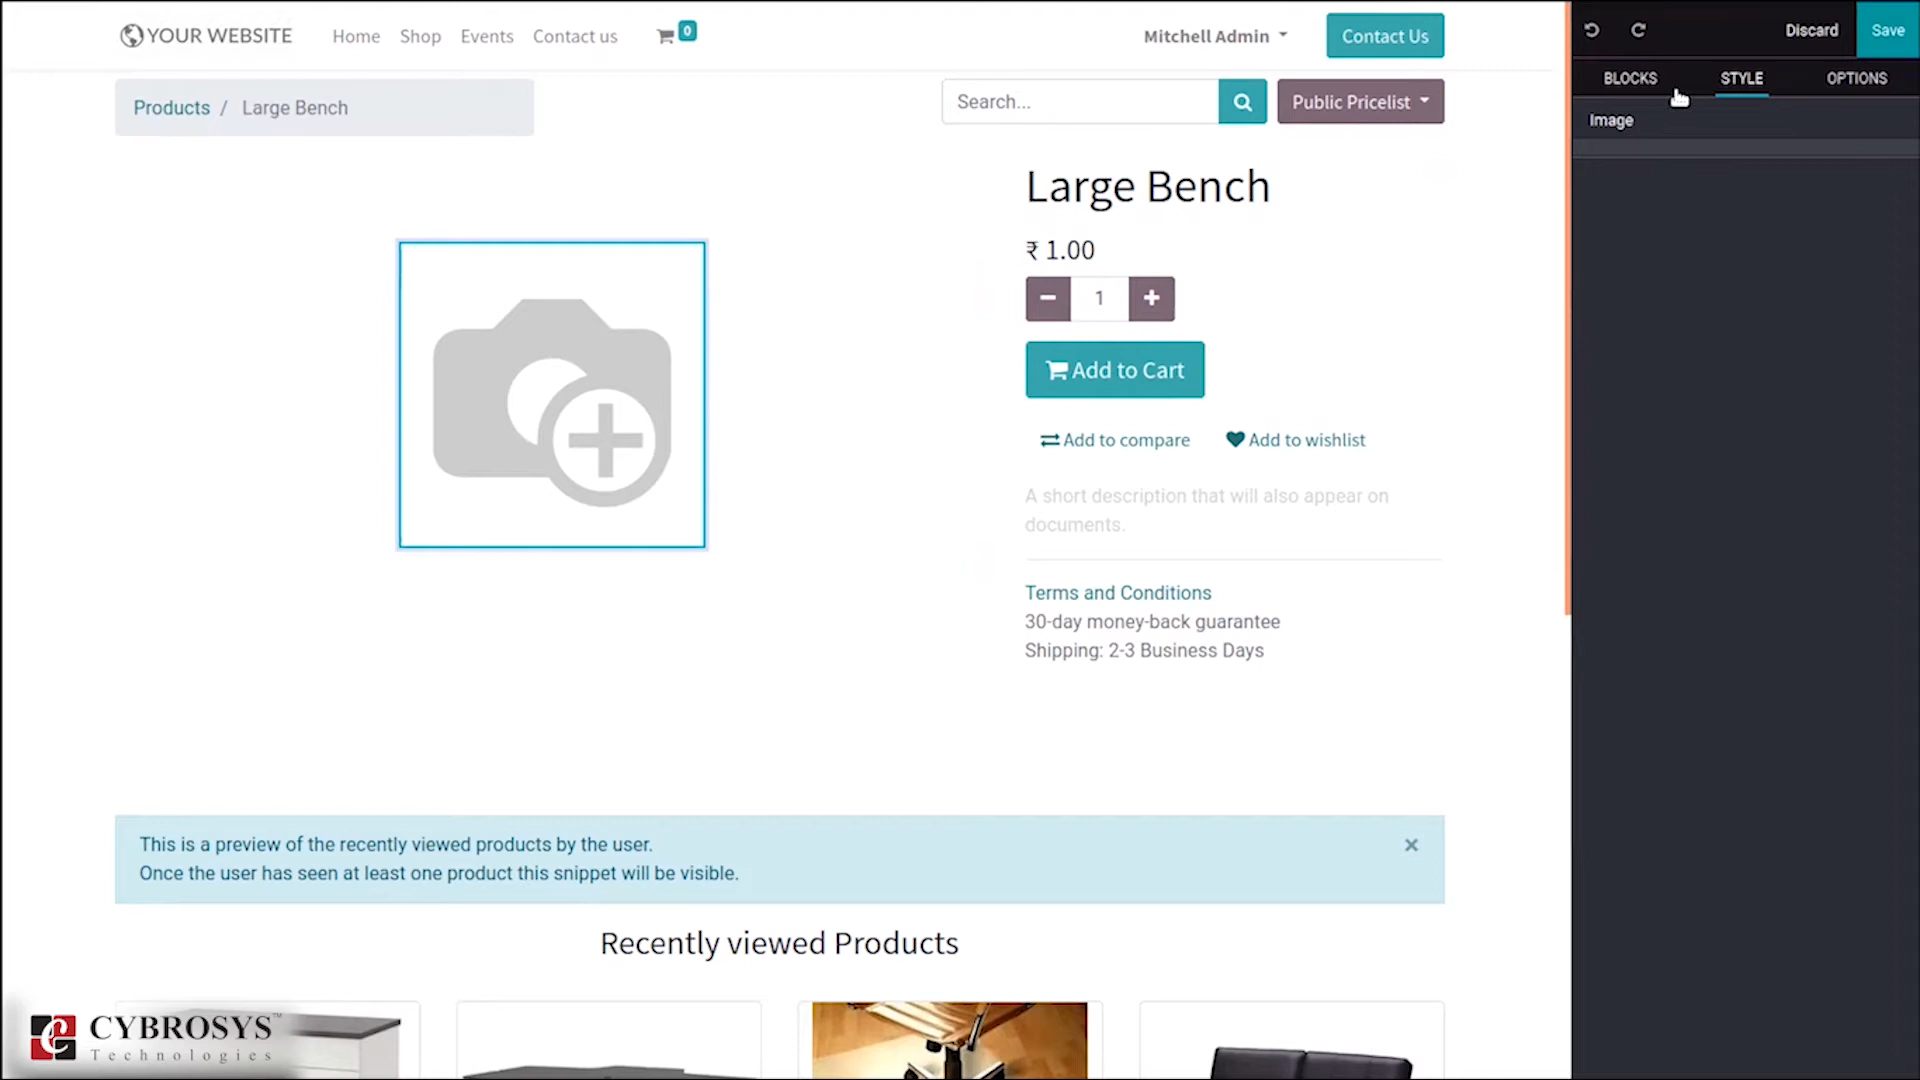 YOUR WEBSITE Home Shop Events Contact us 0 Mitchell Admin Contact Us
Discard Save
BLOCKS STYLE OPTIONS
Image
Products / Large Bench
Search... Public Pricelist
Large Bench
₹ 1.00
1
Add to Cart
Add to compare Add to wishlist
A short description that will also appear on
documents.
Terms and Conditions
30-day money-back guarantee
Shipping: 2-3 Business Days
This is a preview of the recently viewed products by the user. ×
Once the user has seen at least one product this snippet will be visible.
Recently viewed Products
CYBROSYS™
Technologies